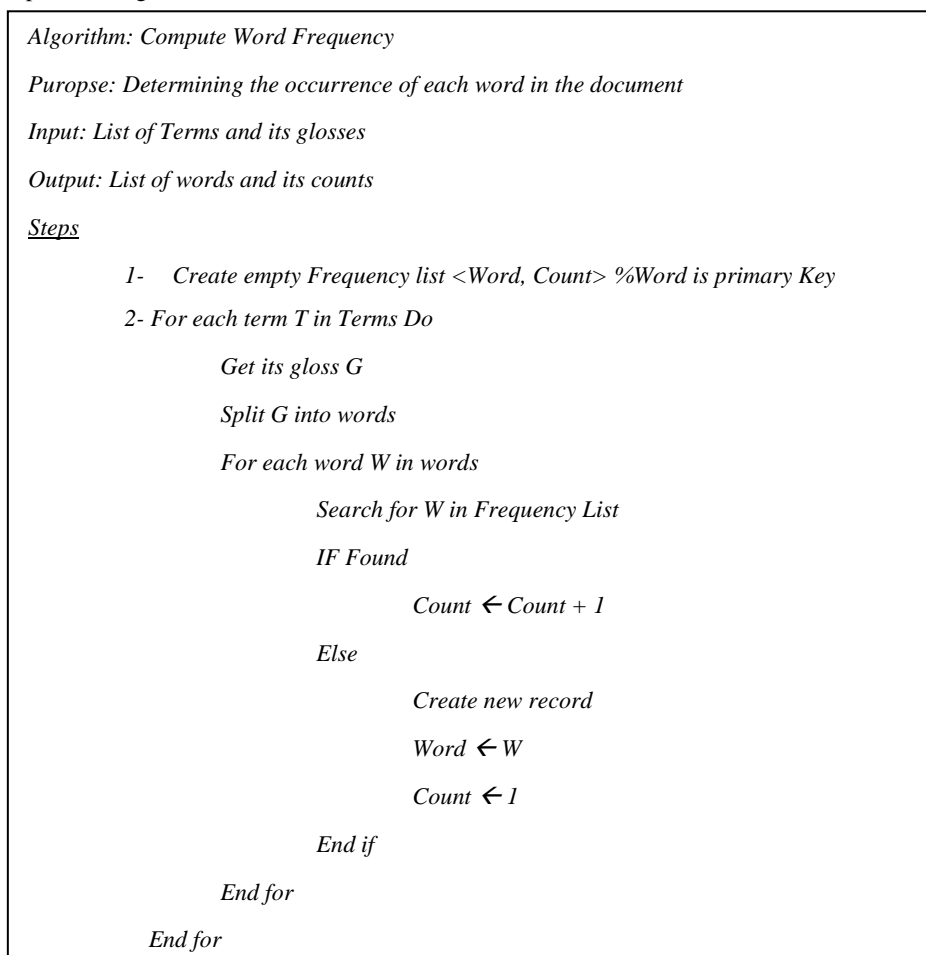 Algorithm: Compute Word Frequency
Puropse: Determining the occurrence of each word in the document
Input: List of Terms and its glosses
Output: List of words and its counts
Steps
1- Create empty Frequency list <Word, Count> %Word is primary Key
2- For each term T in Terms Do
Get its gloss G
Split G into words
For each word W in words
Search for W in Frequency List
IF Found
Count ← Count + 1
Else
Create new record
Word ← W
Count ← 1
End if
End for
End for